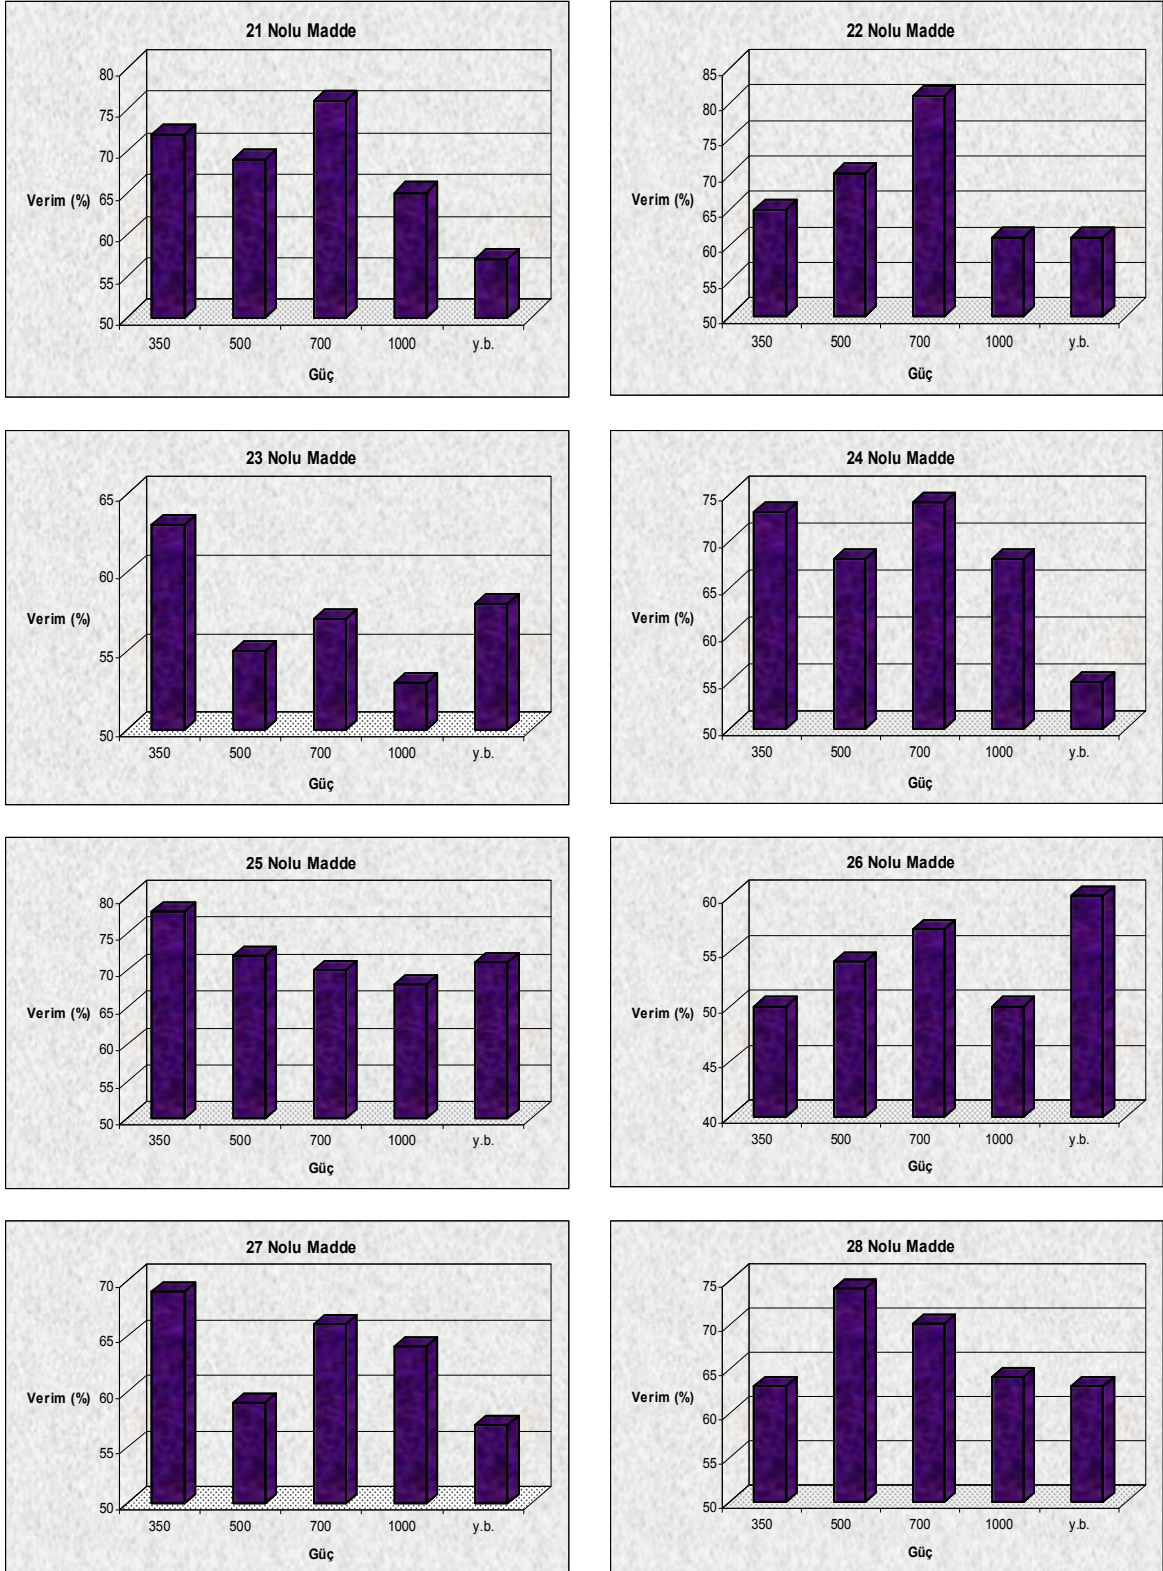 21 Nolu Madde
80
75
70
65
60
55
50
Verim (%)
350 500 700 1000 y.b.
Güç
22 Nolu Madde
85
80
75
70
65
60
55
50
Verim (%)
350 500 700 1000 y.b.
Güç
23 Nolu Madde
65
60
55
50
Verim (%)
350 500 700 1000 y.b.
Güç
24 Nolu Madde
75
70
65
60
55
50
Verim (%)
350 500 700 1000 y.b.
Güç
25 Nolu Madde
80
75
70
65
60
55
50
Verim (%)
350 500 700 1000 y.b.
Güç
26 Nolu Madde
60
55
50
45
40
Verim (%)
350 500 700 1000 y.b.
Güç
27 Nolu Madde
70
65
60
55
50
Verim (%)
350 500 700 1000 y.b.
Güç
28 Nolu Madde
75
70
65
60
55
50
Verim (%)
350 500 700 1000 y.b.
Güç